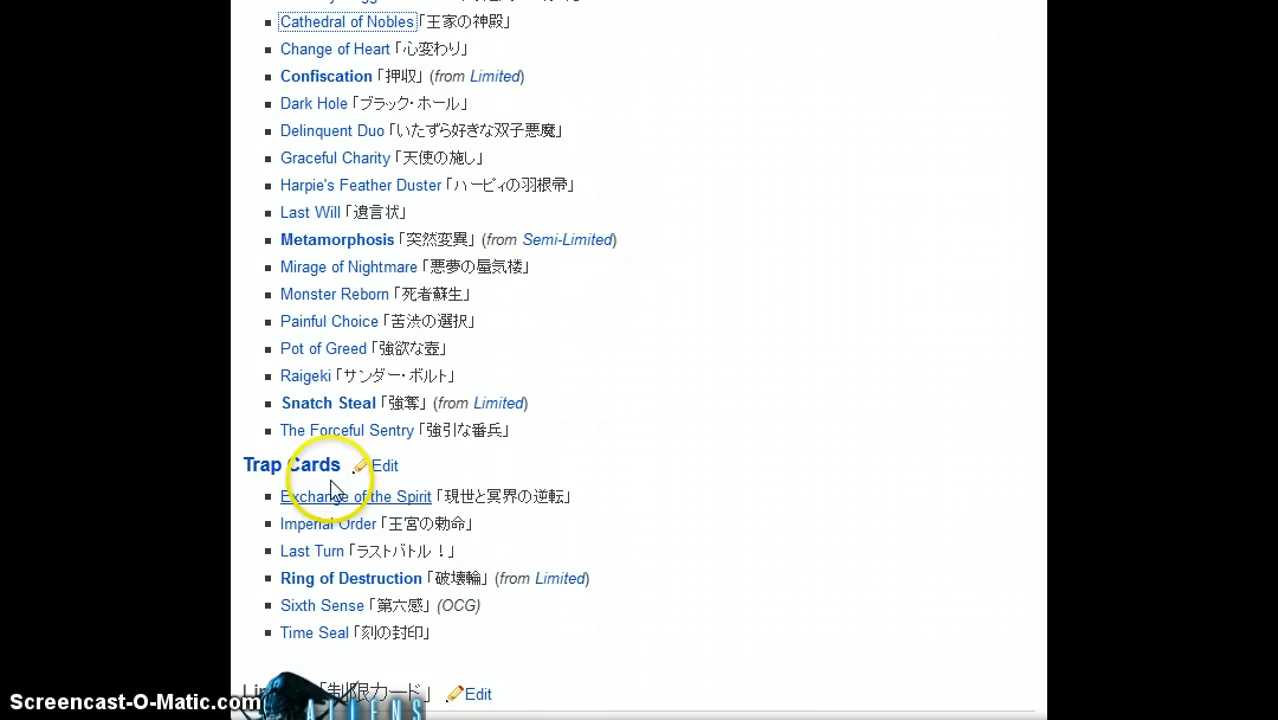 Cathedral of Nobles「王家の神殿」
Change of Heart「心変わり」
Confiscation「押収」(from Limited)
Dark Hole「ブラック・ホール」
Delinquent Duo「いたずら好きな双子悪魔」
Graceful Charity「天使の施し」
Harpie's Feather Duster「ハーピィの羽根帚」
Last Will「遺言状」
Metamorphosis「突然変異」(from Semi-Limited)
Mirage of Nightmare「悪夢の蜃気楼」
Monster Reborn「死者蘇生」
Painful Choice「苦渋の選択」
Pot of Greed「強欲な壺」
Raigeki「サンダー・ボルト」
Snatch Steal「強奪」(from Limited)
The Forceful Sentry「強引な番兵」
Trap Cards Edit
Exchange of the Spirit「現世と冥界の逆転」
Imperial Order「王宮の勅命」
Last Turn「ラストバトル！」
Ring of Destruction「破壊輪」(from Limited)
Sixth Sense「第六感」(OCG)
Time Seal「刻の封印」
「制限カード」 Edit
Screencast-O-Matic.com
ALIENS